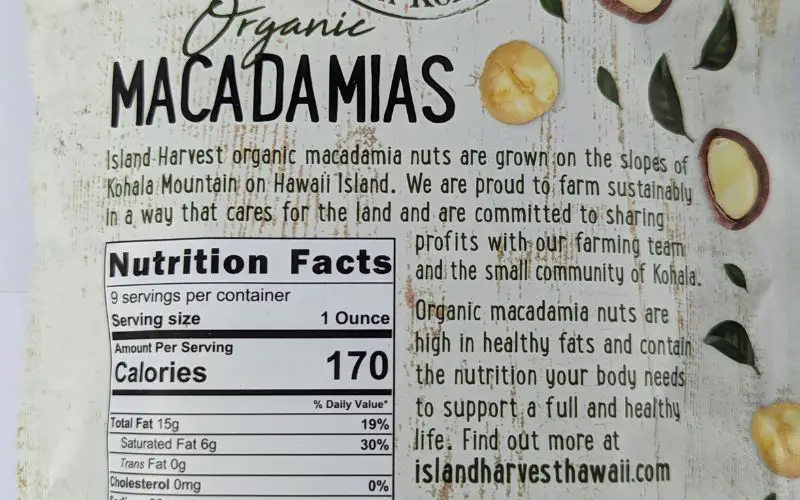 Organic
MACADAMIAS
Island Harvest organic macadamia nuts are grown on the slopes of
Kohala Mountain on Hawaii Island. We are proud to farm sustainably
in a way that cares for the land and are committed to sharing
profits with our farming team
and the small community of Kohala.
Organic macadamia nuts are
high in healthy fats and contain
the nutrition your body needs
to support a full and healthy
life. Find out more at
islandharvesthawaii.com
Nutrition Facts
9 servings per container
Serving size 1 Ounce
Amount Per Serving
Calories 170
% Daily Value*
Total Fat 15g 19%
Saturated Fat 6g 30%
Trans Fat 0g
Cholesterol 0mg 0%